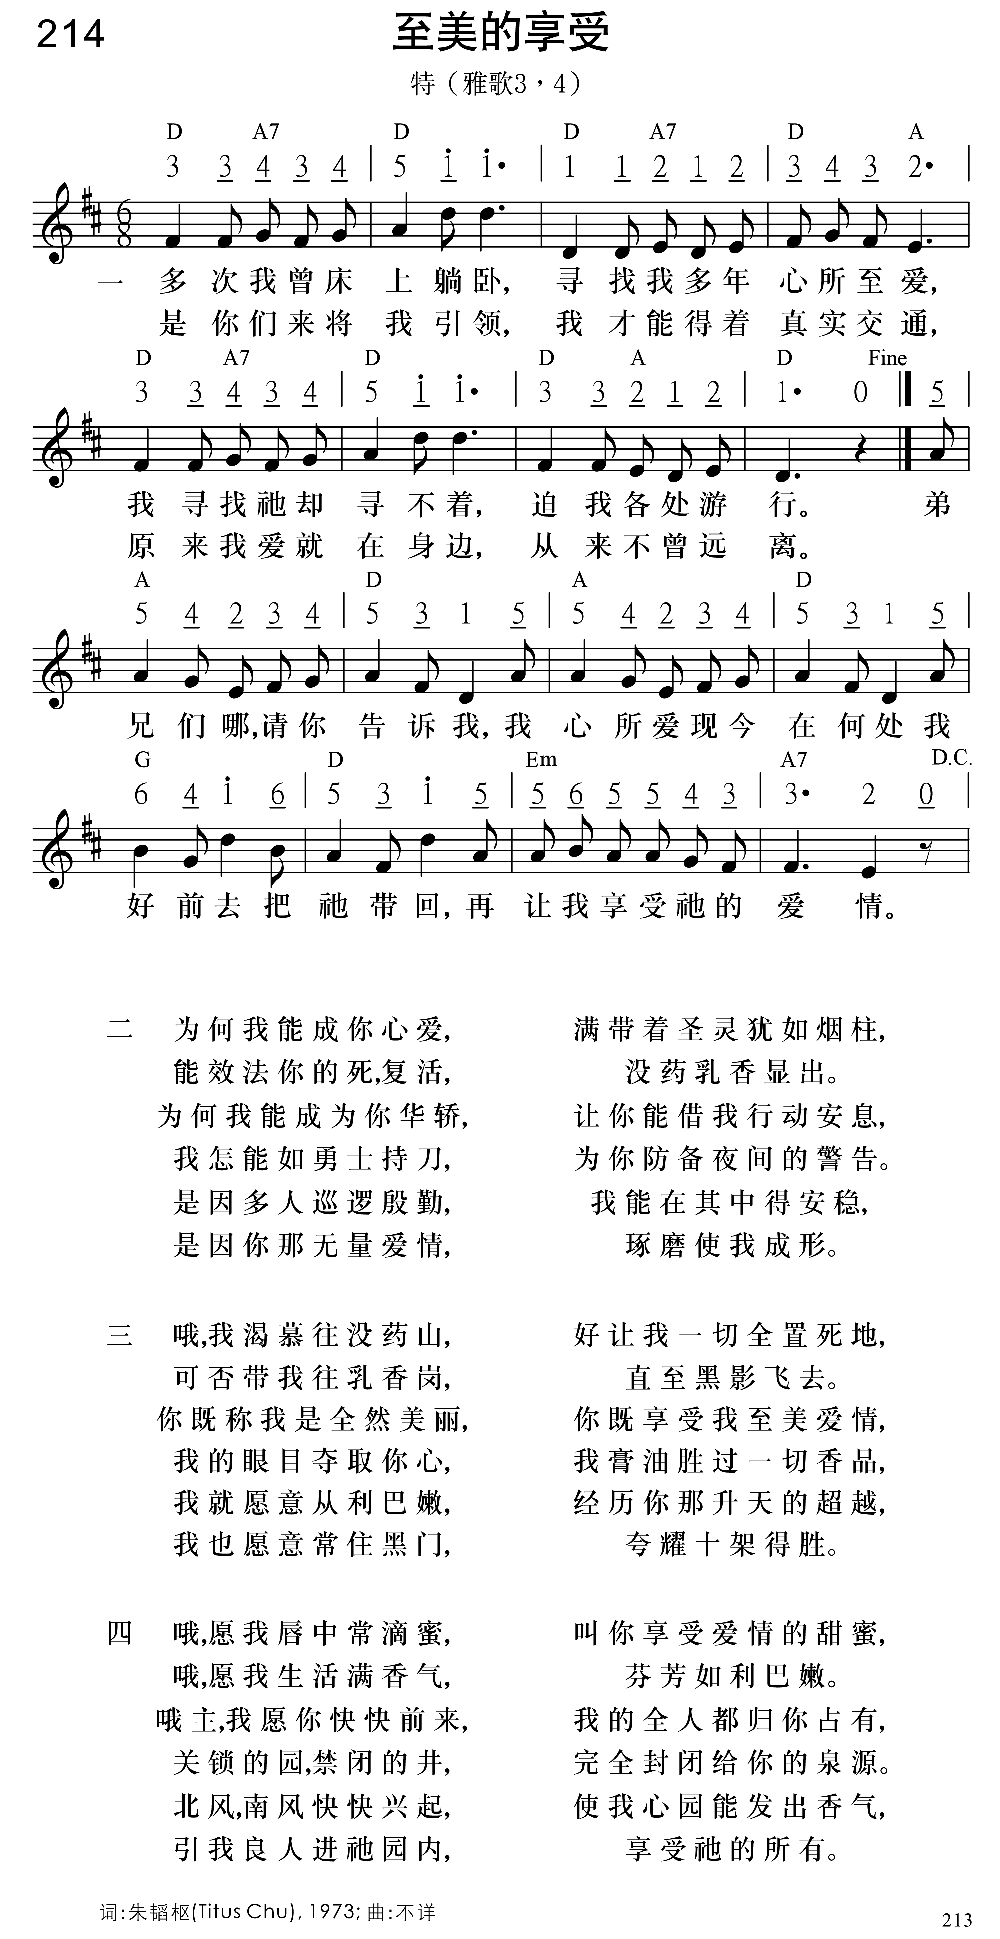 214 至美的享受
特（雅歌3，4）
D A7 D D A7 D A
3 3 4 3 4 | 5 i i• | 1 1 2 1 2 | 3 4 3 2• |
一 多次我曾床上躺卧，寻找我多年心所至爱，
是你们来将我引领，我才能得着真实交通，
D A7 D D A D Fine
3 3 4 3 4 | 5 i i• | 3 3 2 1 2 | 1• 0 | 5 |
我寻找祂却寻不着，迫我各处游行。弟
原来我爱就在身边，从来不曾远离。
A D A D
5 4 2 3 4 | 5 3 1 5 | 5 4 2 3 4 | 5 3 1 5 |
兄们哪,请你告诉我,我心所爱现今在何处我
G D Em A7 D.C.
6 4 i 6 | 5 3 i 5 | 5 6 5 5 4 3 | 3• 2 0 |
好前去把祂带回,再让我享受祂的爱情。
二 为何我能成你心爱, 满带着圣灵犹如烟柱,
能效法你的死,复活, 没药乳香显出。
为何我能成为你华轿, 让你能借我行动安息,
我怎能如勇士持刀, 为你防备夜间的警告。
是因多人巡逻殷勤, 我能在其中得安稳,
是因你那无量爱情, 琢磨使我成形。
三 哦,我渴慕往没药山, 好让我一切全置死地,
可否带我往乳香岗, 直至黑影飞去。
你既称我是全然美丽, 你既享受我至美爱情,
我的眼目夺取你心, 我膏油胜过一切香品,
我就愿意从利巴嫩, 经历你那升天的超越,
我也愿意常住黑门, 夸耀十架得胜。
四 哦,愿我唇中常滴蜜, 叫你享受爱情的甜蜜,
哦,愿我生活满香气, 芬芳如利巴嫩。
哦主,我愿你快快前来, 我的全人都归你占有,
关锁的园,禁闭的井, 完全封闭给你的泉源。
北风,南风快快兴起, 使我心园能发出香气,
引我良人进祂园内, 享受祂的所有。
词:朱韬枢(Titus Chu), 1973; 曲:不详
213